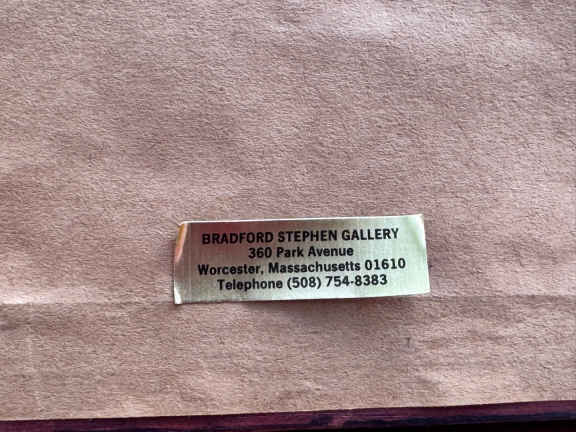 BRADFORD STEPHEN GALLERY
360 Park Avenue
Worcester, Massachusetts 01610
Telephone (508) 754-8383